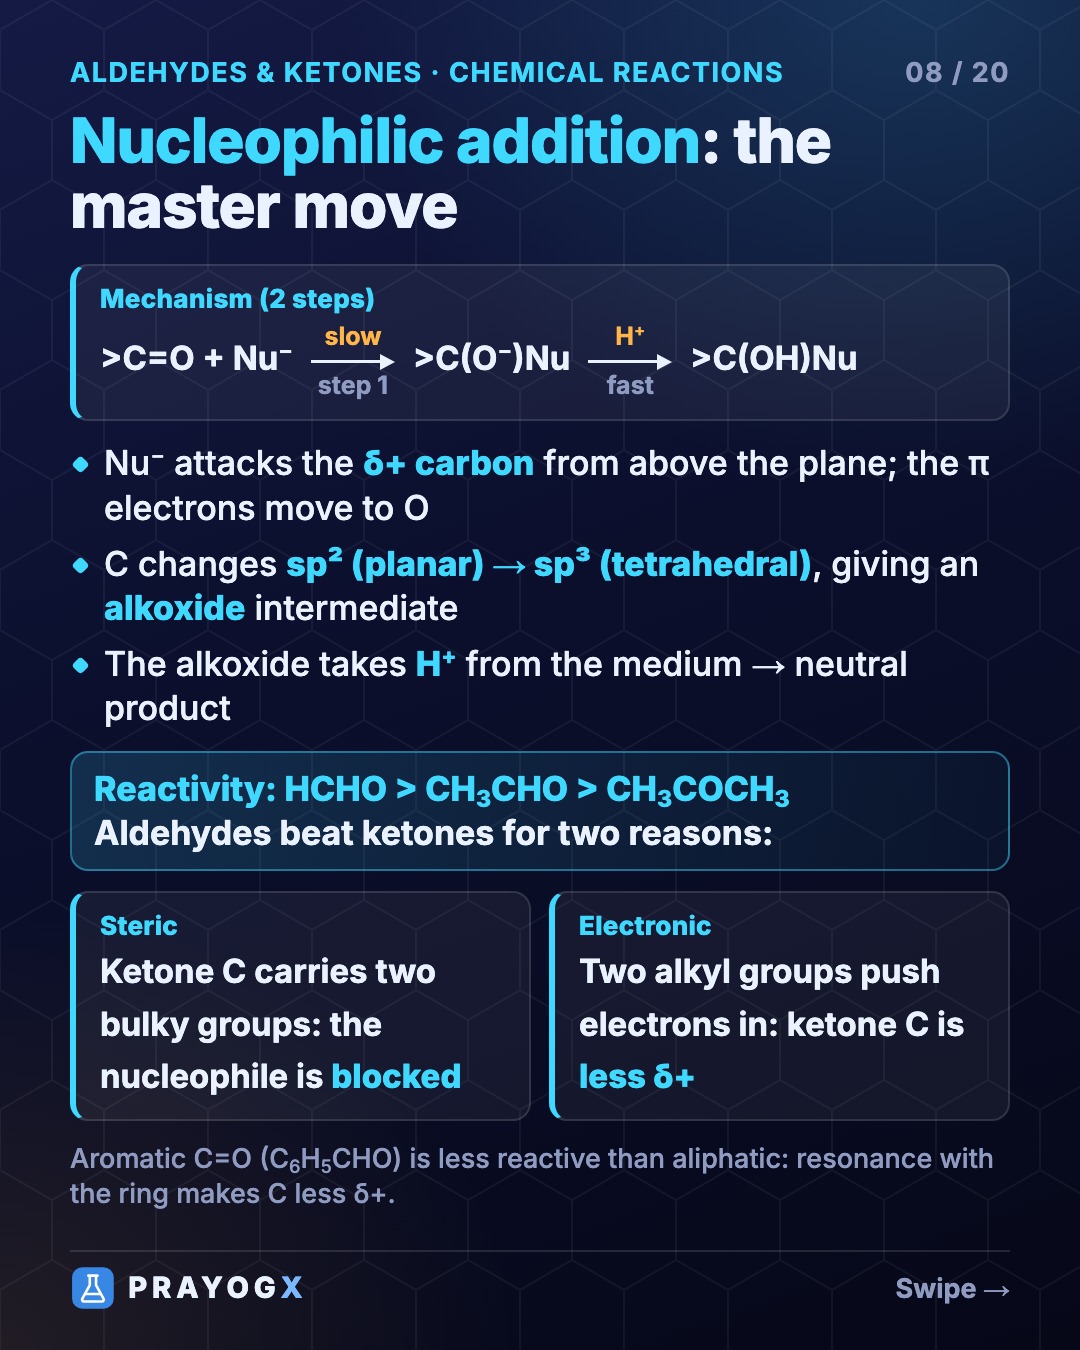 ALDEHYDES & KETONES · CHEMICAL REACTIONS
08 / 20
Nucleophilic addition: the
master move
Mechanism (2 steps)
>C=O + Nu⁻ slow step 1 >C(O⁻)Nu H⁺ fast >C(OH)Nu
Nu⁻ attacks the δ+ carbon from above the plane; the π
electrons move to O
C changes sp² (planar) → sp³ (tetrahedral), giving an
alkoxide intermediate
The alkoxide takes H⁺ from the medium → neutral
product
Reactivity: HCHO > CH₃CHO > CH₃COCH₃
Aldehydes beat ketones for two reasons:
Steric
Ketone C carries two
bulky groups: the
nucleophile is blocked
Electronic
Two alkyl groups push
electrons in: ketone C is
less δ+
Aromatic C=O (C₆H₅CHO) is less reactive than aliphatic: resonance with
the ring makes C less δ+.
PRAYOGX
Swipe →